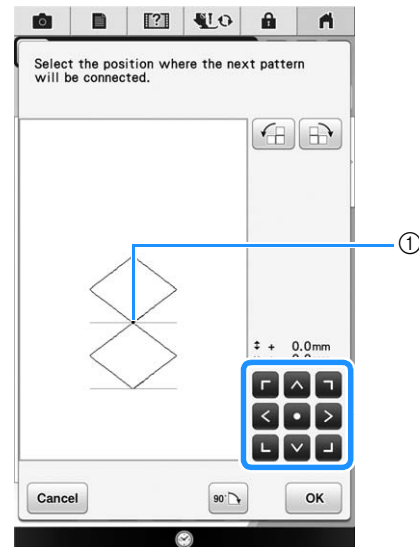 Select the position where the next pattern
will be connected.
①
+ 0.0mm
Cancel
90°
OK